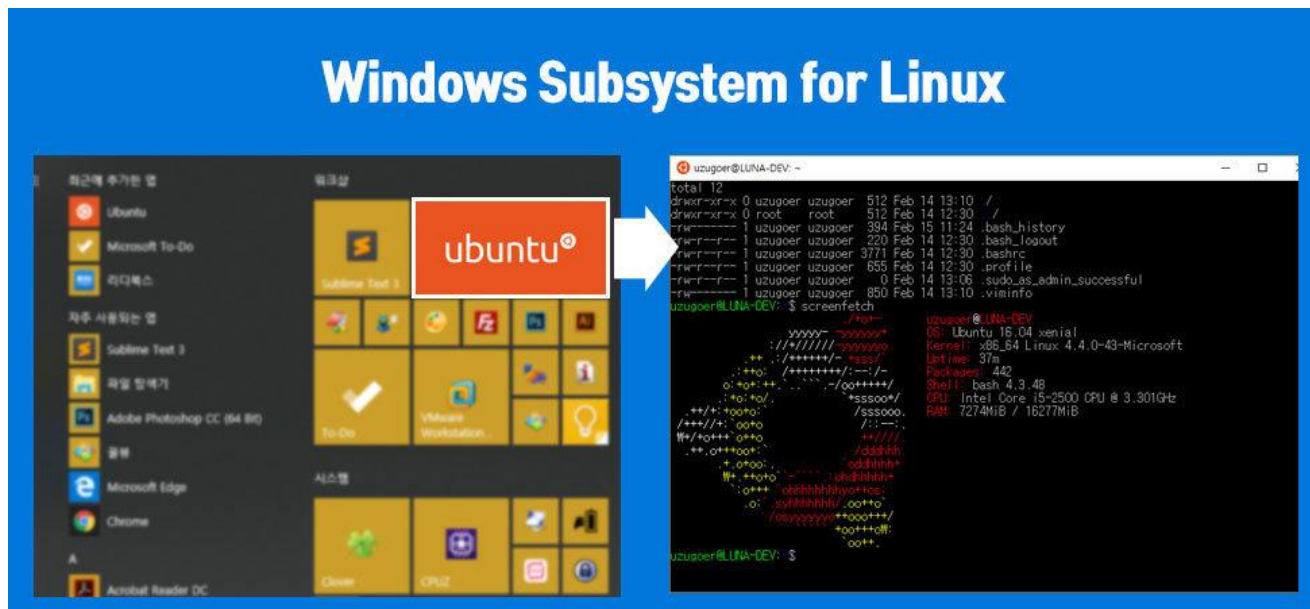 Windows Subsystem for Linux
최근에 추가한 앱
Ubuntu
Microsoft To-Do
리디북스
자주 사용되는 앱
Sublime Text 3
파일 탐색기
Adobe Photoshop CC (64 Bit)
꿀뷰
Microsoft Edge
Chrome
A
Acrobat Reader DC
워크샵
Sublime Text 3
ubuntu
Fz
Ps
Ai
To-Do
VMware
Workstation...
시스템
Clover
CPUZ
uzugoer@LUNA-DEV: ~
total 12
drwxr-xr-x 0 uzugoer uzugoer 512 Feb 14 13:10 ./
drwxr-xr-x 0 root root 512 Feb 14 12:30 ../
-rw------- 1 uzugoer uzugoer 394 Feb 15 11:24 .bash_history
-rw-r--r-- 1 uzugoer uzugoer 220 Feb 14 12:30 .bash_logout
-rw-r--r-- 1 uzugoer uzugoer 3771 Feb 14 12:30 .bashrc
-rw-r--r-- 1 uzugoer uzugoer 655 Feb 14 12:30 .profile
-rw-r--r-- 1 uzugoer uzugoer 0 Feb 14 13:06 .sudo_as_admin_successful
-rw------- 1 uzugoer uzugoer 850 Feb 14 13:10 .viminfo
uzugoer@LUNA-DEV:~$ screenfetch
uzugoer@LUNA-DEV
OS: Ubuntu 16.04 xenial
Kernel: x86_64 Linux 4.4.0-43-Microsoft
Uptime: 37m
Packages: 442
Shell: bash 4.3.48
CPU: Intel Core i5-2500 CPU @ 3.301GHz
RAM: 7274MiB / 16277MiB
uzugoer@LUNA-DEV:~$